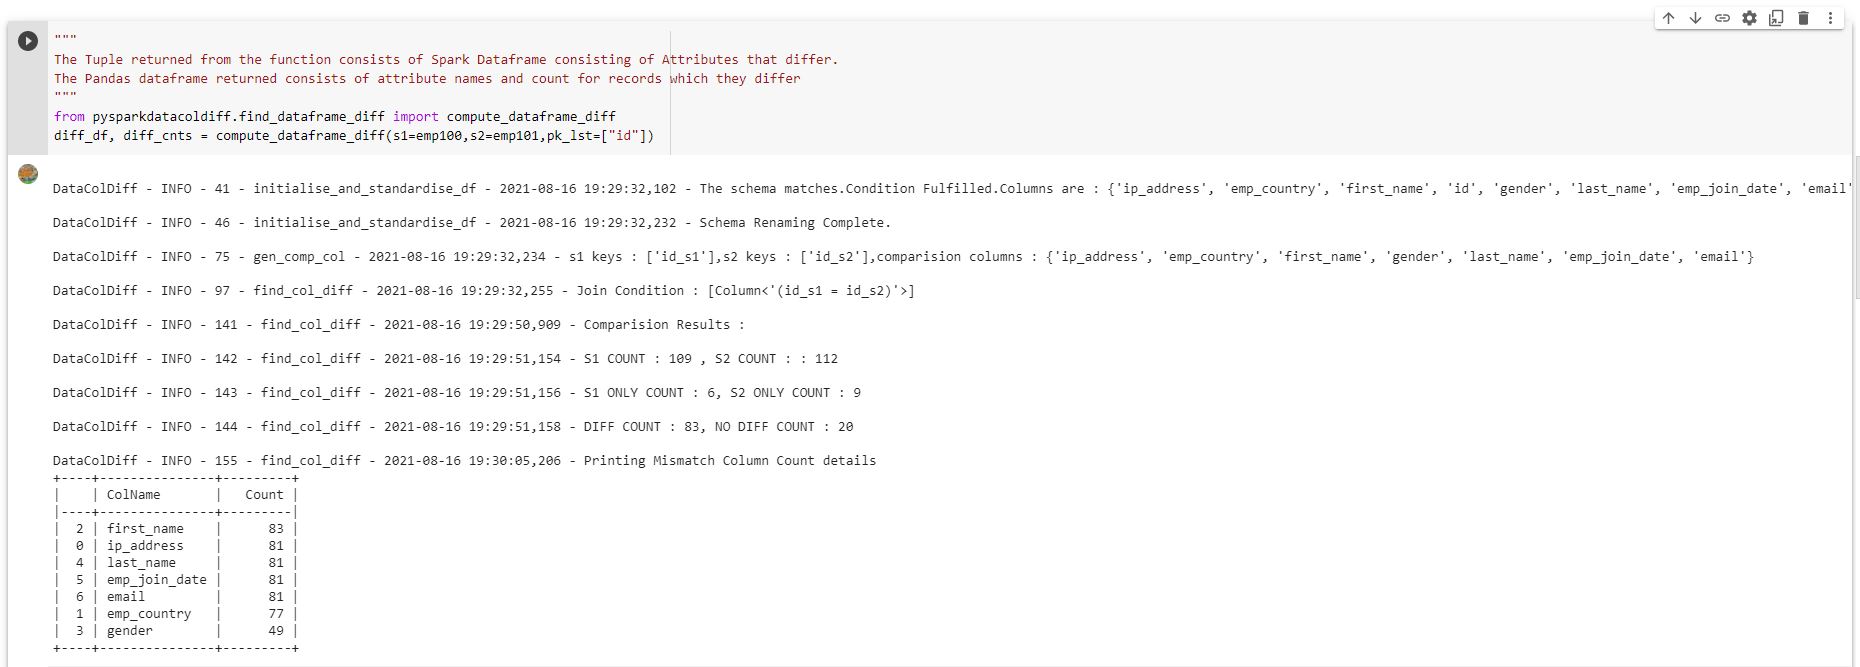 """
The Tuple returned from the function consists of Spark Dataframe consisting of Attributes that differ.
The Pandas dataframe returned consists of attribute names and count for records which they differ
"""
from pysparkdatacoldiff.find_dataframe_diff import compute_dataframe_diff
diff_df, diff_cnts = compute_dataframe_diff(s1=emp100,s2=emp101,pk_lst=["id"])
DataColDiff - INFO - 41 - initialise_and_standardise_df - 2021-08-16 19:29:32,102 - The schema matches.Condition Fulfilled.Columns are : {'ip_address', 'emp_country', 'first_name', 'id', 'gender', 'last_name', 'emp_join_date', 'email'
DataColDiff - INFO - 46 - initialise_and_standardise_df - 2021-08-16 19:29:32,232 - Schema Renaming Complete.
DataColDiff - INFO - 75 - gen_comp_col - 2021-08-16 19:29:32,234 - s1 keys : ['id_s1'],s2 keys : ['id_s2'],comparision columns : {'ip_address', 'emp_country', 'first_name', 'gender', 'last_name', 'emp_join_date', 'email'}
DataColDiff - INFO - 97 - find_col_diff - 2021-08-16 19:29:32,255 - Join Condition : [Column<'(id_s1 = id_s2)'>]
DataColDiff - INFO - 141 - find_col_diff - 2021-08-16 19:29:50,909 - Comparision Results :
DataColDiff - INFO - 142 - find_col_diff - 2021-08-16 19:29:51,154 - S1 COUNT : 109 , S2 COUNT : : 112
DataColDiff - INFO - 143 - find_col_diff - 2021-08-16 19:29:51,156 - S1 ONLY COUNT : 6, S2 ONLY COUNT : 9
DataColDiff - INFO - 144 - find_col_diff - 2021-08-16 19:29:51,158 - DIFF COUNT : 83, NO DIFF COUNT : 20
DataColDiff - INFO - 155 - find_col_diff - 2021-08-16 19:30:05,206 - Printing Mismatch Column Count details
+----+---------------+---------+
|    | ColName       |   Count |
|----+---------------+---------|
|  2 | first_name    |      83 |
|  0 | ip_address    |      81 |
|  4 | last_name     |      81 |
|  5 | emp_join_date |      81 |
|  6 | email         |      81 |
|  1 | emp_country   |      77 |
|  3 | gender        |      49 |
+----+---------------+---------+